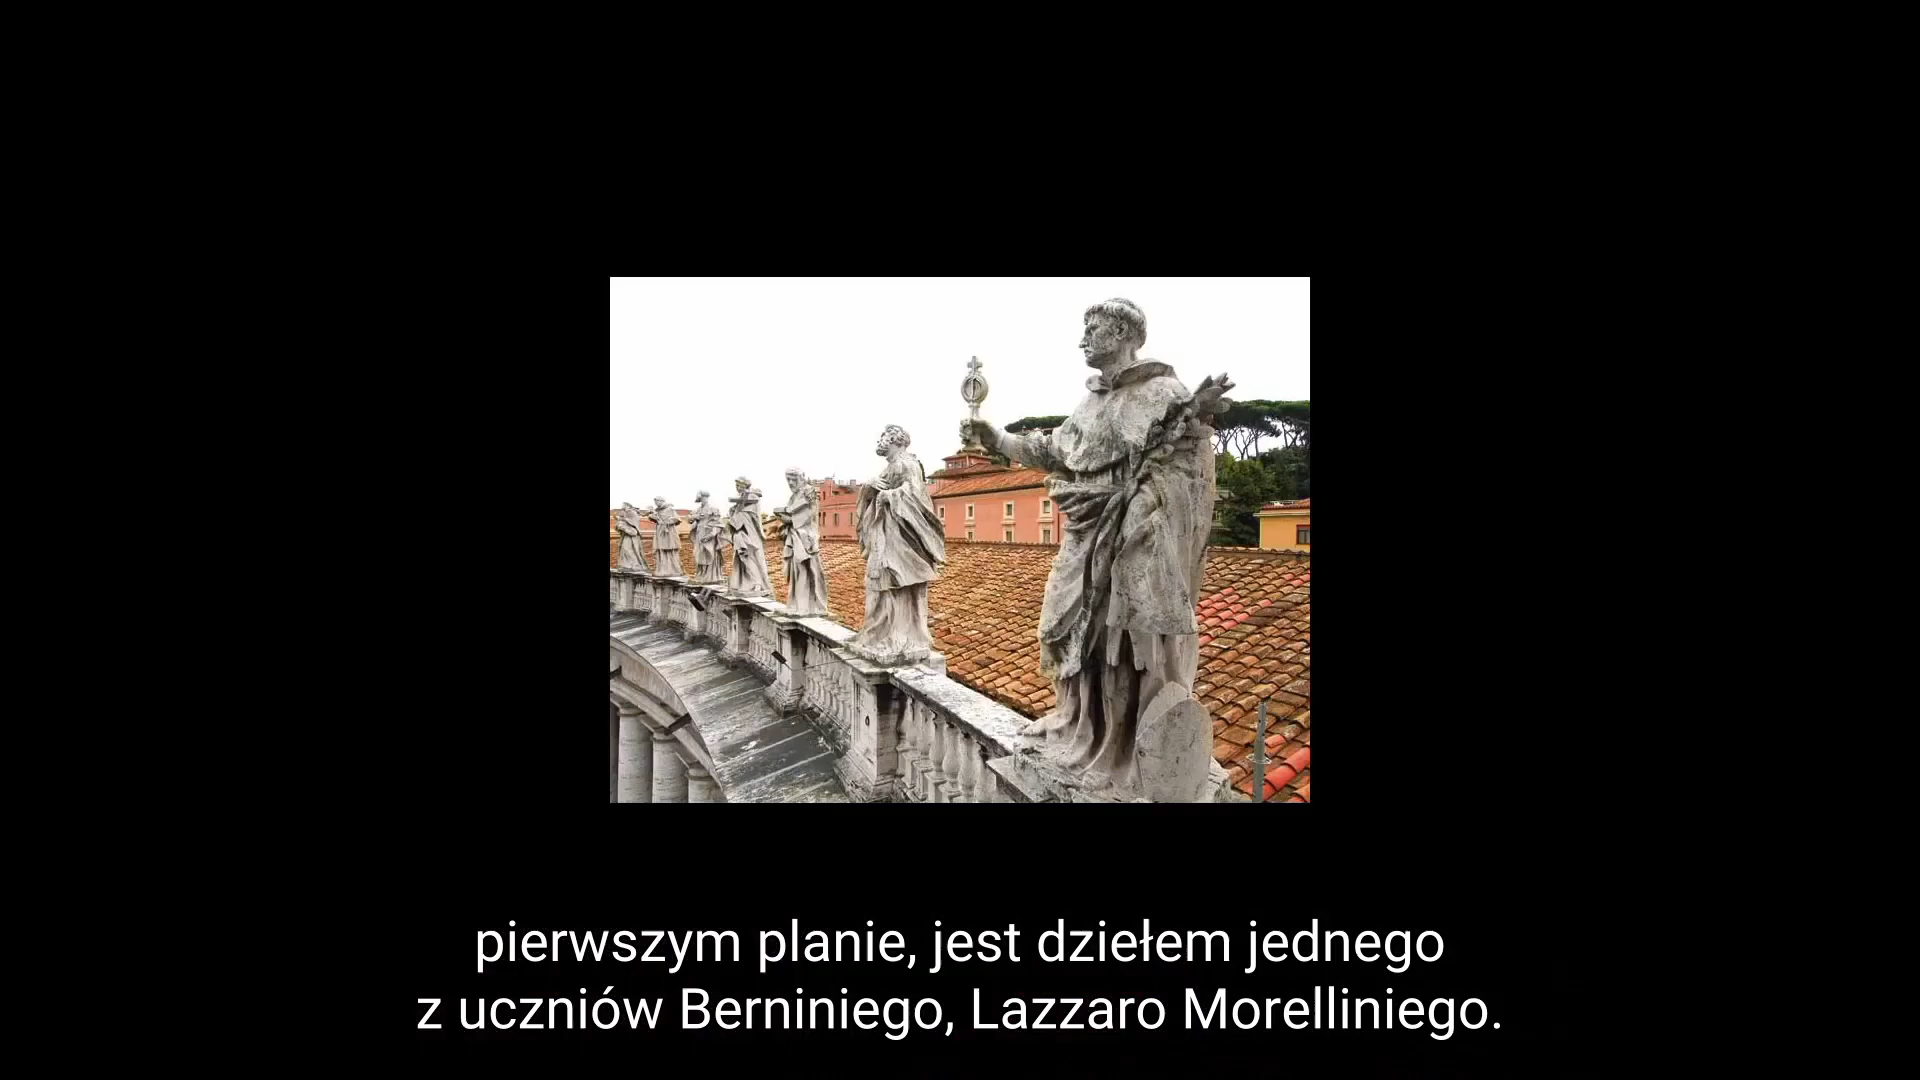 pierwszym planie, jest dziełem jednego
z uczniów Berniniego, Lazzaro Morelliniego.